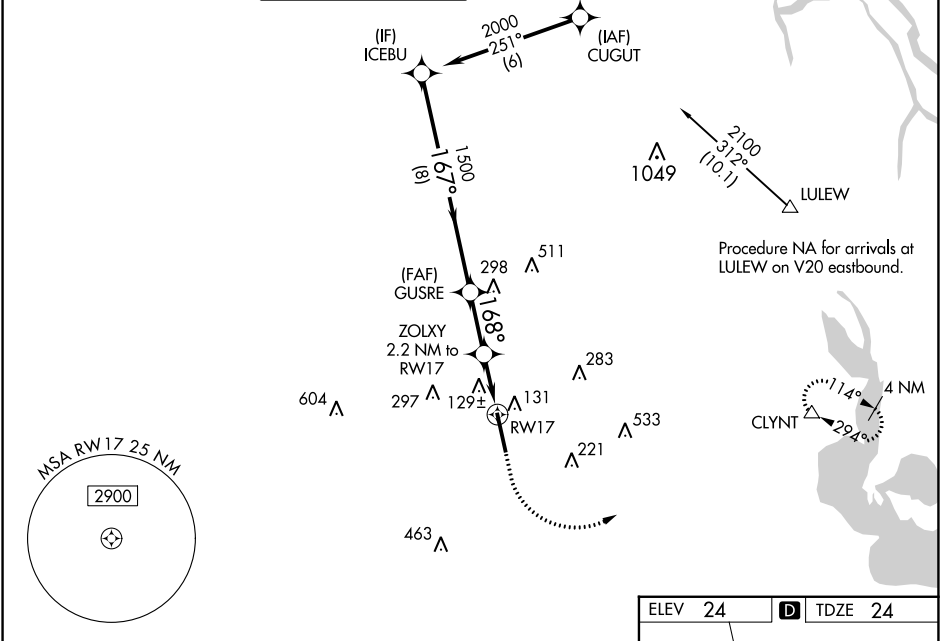 (IF)
ICEBU
2000
251°
(6)
(IAF)
CUGUT
1500
167°
(8)
2100
312°
(10.1)
1049
LULEW
Procedure NA for arrivals at
LULEW on V20 eastbound.
(FAF)
GUSRE
298
511
168°
ZOLXY
2.2 NM to
RW17
283
604
297
129±
131
RW17
533
221
463
CLYNT
114°
4 NM
294°
MSA RW17 25 NM
2900
ELEV 24 D TDZE 24